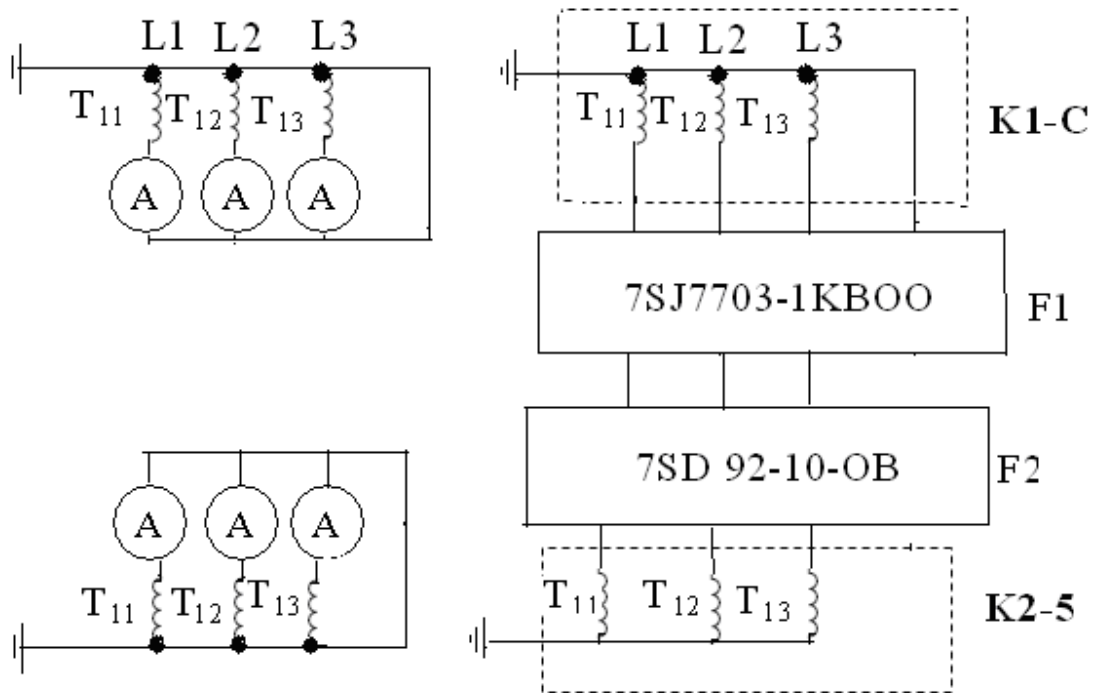 L1 L2 L3
T11 T12 T13
A A A
L1 L2 L3
T11 T12 T13
K1-C
7SJ7703-1KBOO
F1
7SD 92-10-OB
F2
A A A
T11 T12 T13
T11 T12 T13
K2-5